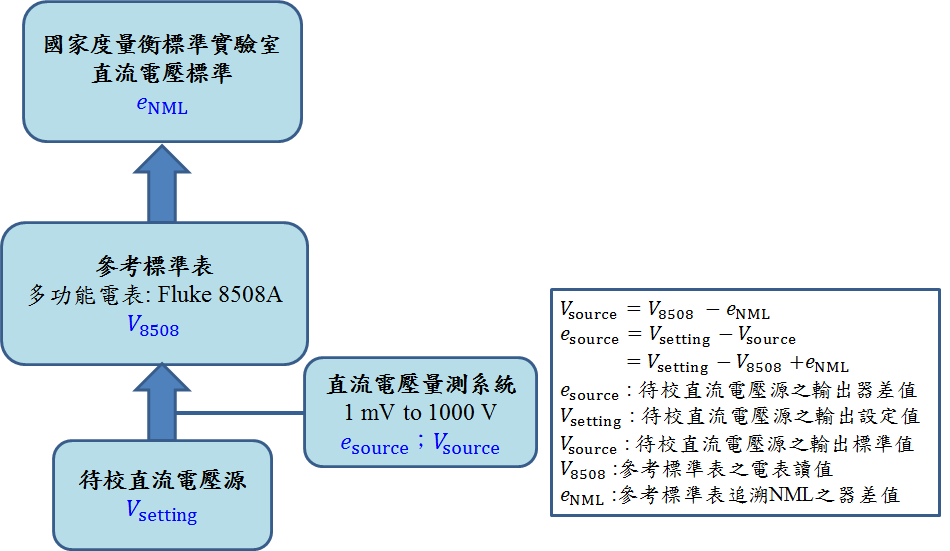 國家度量衡標準實驗室
直流電壓標準
eNML
參考標準表
多功能電表: Fluke 8508A
V8508
直流電壓量測系統
1 mV to 1000 V
esource；Vsource
待校直流電壓源
Vsetting
Vsource = V8508 − eNML
esource = Vsetting − Vsource
= Vsetting − V8508 + eNML
esource : 待校直流電壓源之輸出器差值
Vsetting : 待校直流電壓源之輸出設定值
Vsource : 待校直流電壓源之輸出標準值
V8508 : 參考標準表之電表讀值
eNML : 參考標準表追溯NML之器差值